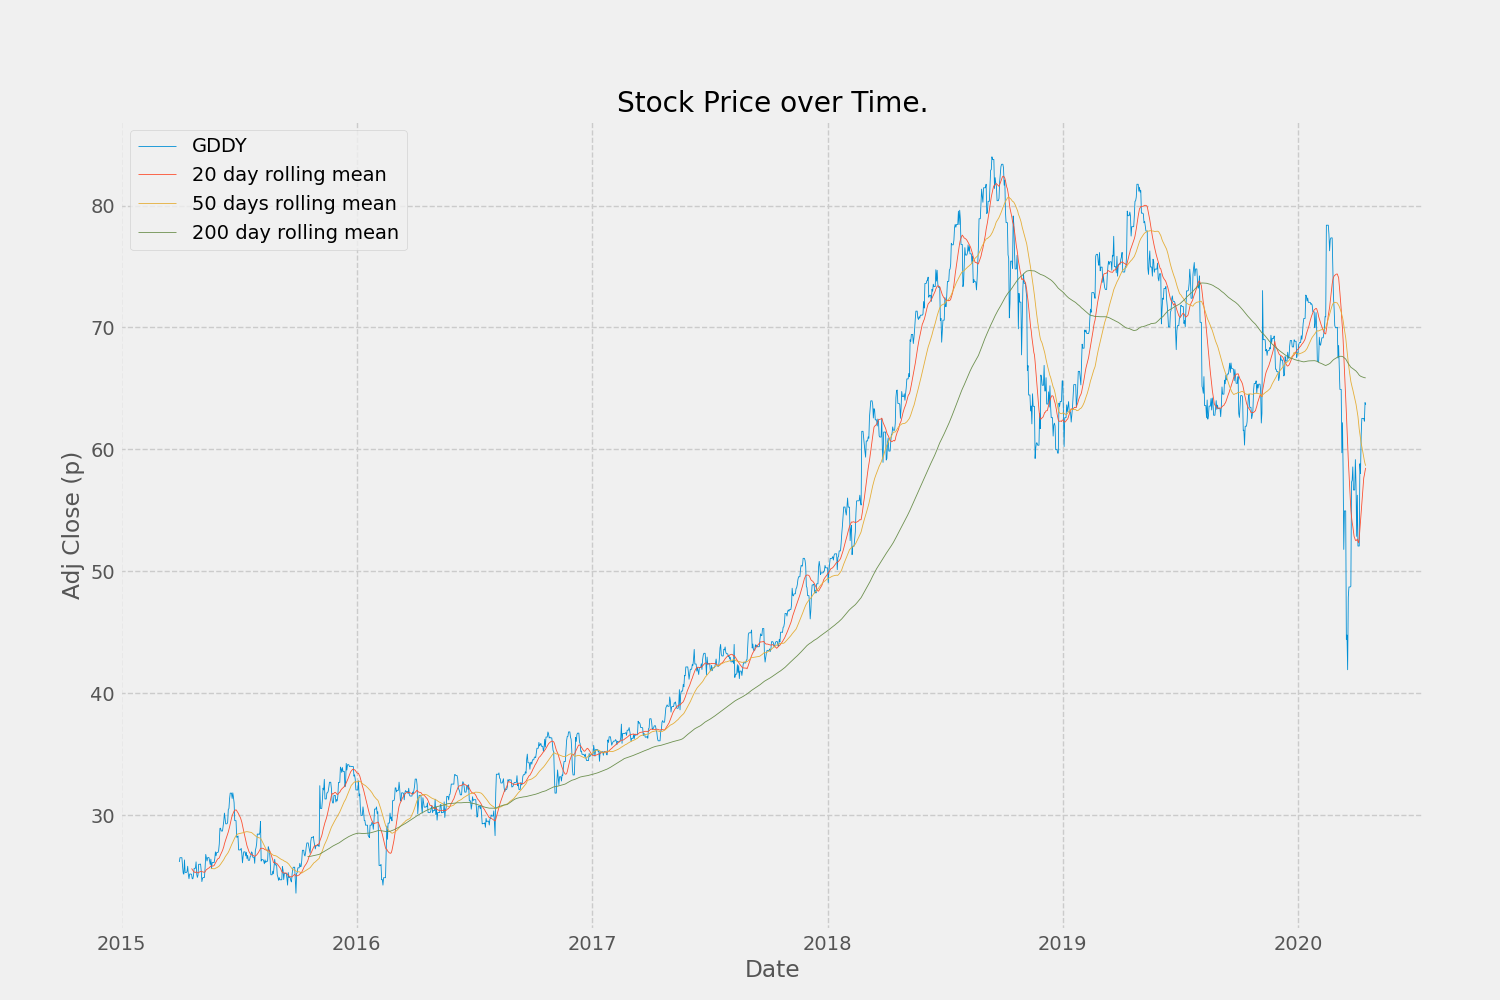 Stock Price over Time.
GDDY
20 day rolling mean
50 days rolling mean
200 day rolling mean
Adj Close (p)
80
70
60
50
40
30
2015 2016 2017 2018 2019 2020
Date